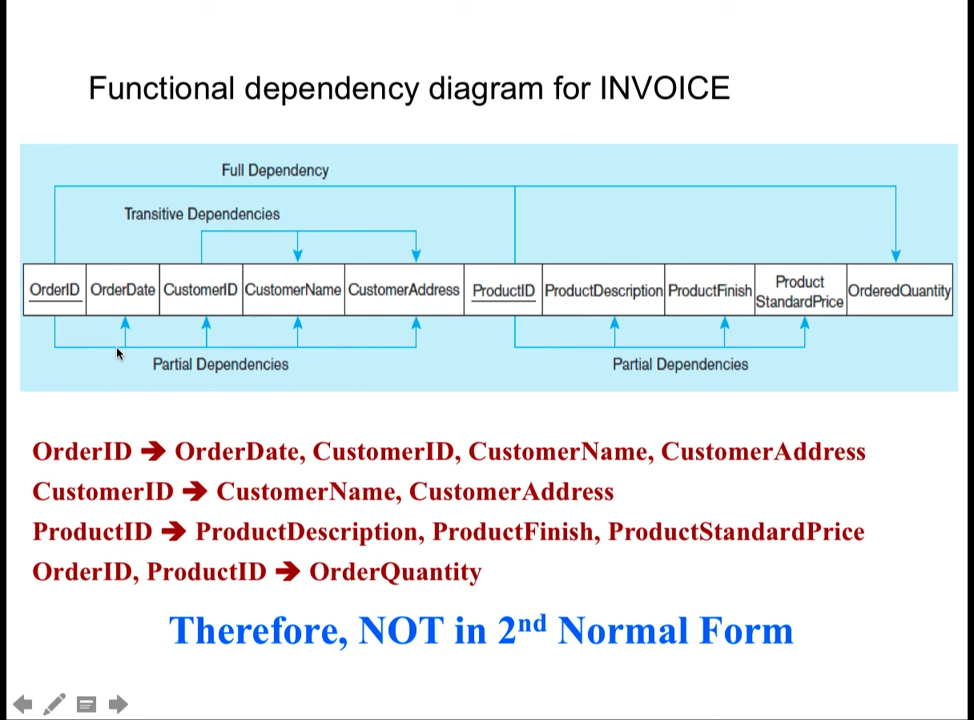 Functional dependency diagram for INVOICE
Full Dependency
Transitive Dependencies
OrderID OrderDate CustomerID CustomerName CustomerAddress ProductID ProductDescription ProductFinish Product StandardPrice OrderedQuantity
Partial Dependencies Partial Dependencies
OrderID ➔ OrderDate, CustomerID, CustomerName, CustomerAddress
CustomerID ➔ CustomerName, CustomerAddress
ProductID ➔ ProductDescription, ProductFinish, ProductStandardPrice
OrderID, ProductID ➔ OrderQuantity
Therefore, NOT in 2nd Normal Form